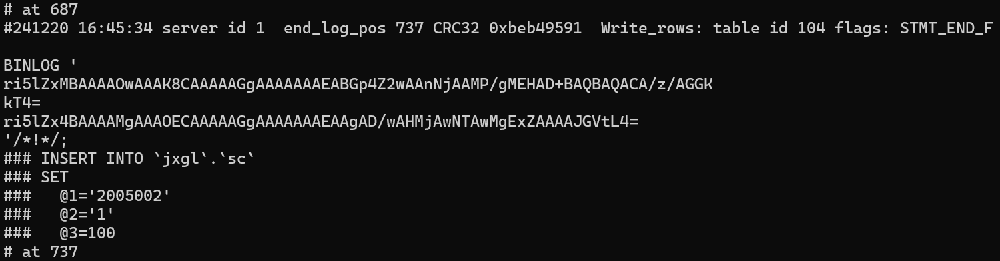 # at 687
#241220 16:45:34 server id 1  end_log_pos 737 CRC32 0xbeb49591  Write_rows: table id 104 flags: STMT_END_F
BINLOG '
ri5lZxMBAAAAOwAAAK8CAAAAAGgAAAAAAAEABGp4Z2wAAnNjAAMP/gMEHAD+BAQBAQACA/z/AGGK
kT4=
ri5lZx4BAAAAMgAAAOECAAAAAGgAAAAAAAEAAgAD/wAHMjAwNTAwMgExZAAAAJGVtL4=
'/*!*/;
### INSERT INTO `jxgl`.`sc`
### SET
###   @1='2005002'
###   @2='1'
###   @3=100
# at 737